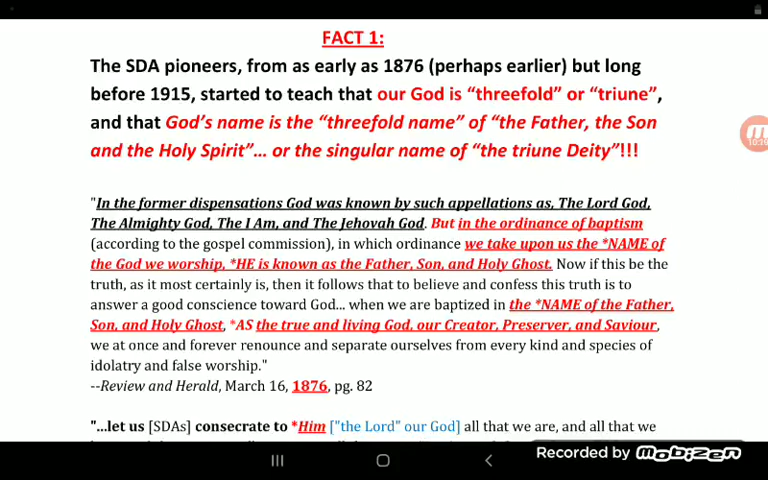 FACT 1:
The SDA pioneers, from as early as 1876 (perhaps earlier) but long
before 1915, started to teach that our God is “threefold” or “triune”,
and that God’s name is the “threefold name” of “the Father, the Son
and the Holy Spirit”… or the singular name of “the triune Deity”!!!
"In the former dispensations God was known by such appellations as, The Lord God,
The Almighty God, The I Am, and The Jehovah God. But in the ordinance of baptism
(according to the gospel commission), in which ordinance we take upon us the *NAME of
the God we worship, *HE is known as the Father, Son, and Holy Ghost. Now if this be the
truth, as it most certainly is, then it follows that to believe and confess this truth is to
answer a good conscience toward God... when we are baptized in the *NAME of the Father,
Son, and Holy Ghost, *AS the true and living God, our Creator, Preserver, and Saviour,
we at once and forever renounce and separate ourselves from every kind and species of
idolatry and false worship."
--Review and Herald, March 16, 1876, pg. 82
"...let us [SDAs] consecrate to *Him ["the Lord" our God] all that we are, and all that we
Recorded by Mobizen